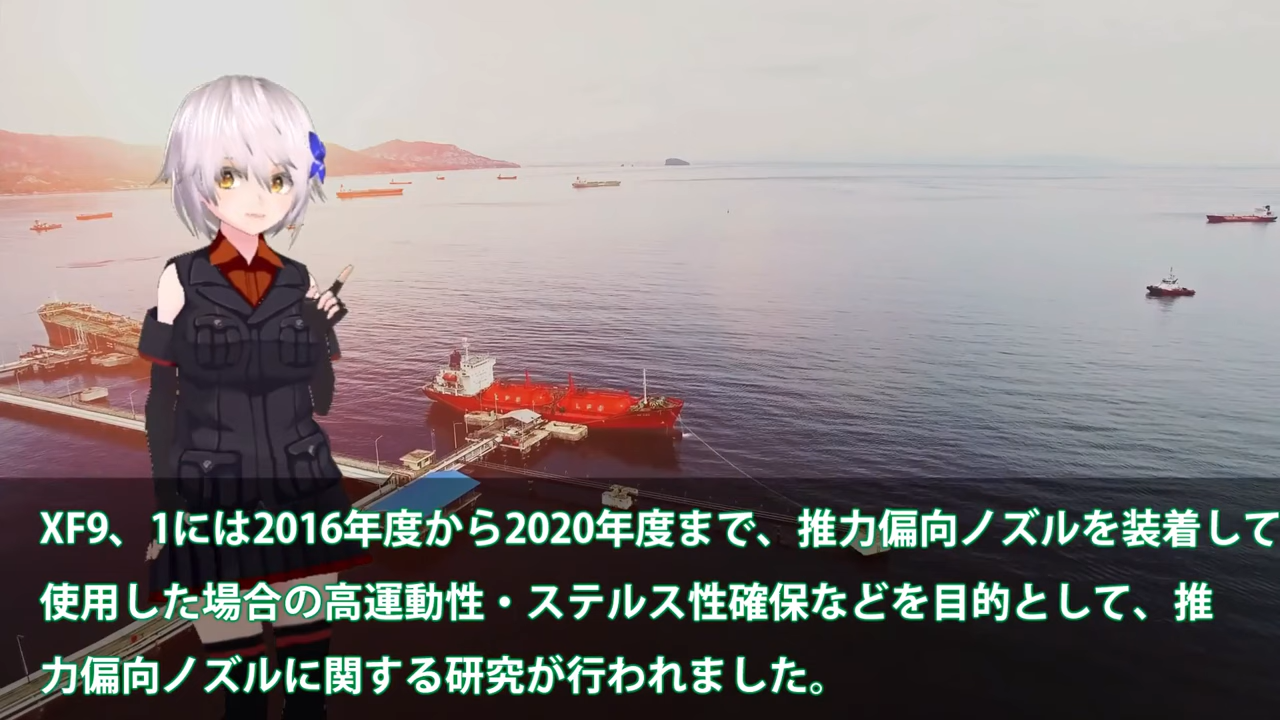 XF9、1には2016年度から2020年度まで、推力偏向ノズルを装着して
使用した場合の高運動性・ステルス性確保などを目的として、推
力偏向ノズルに関する研究が行われました。